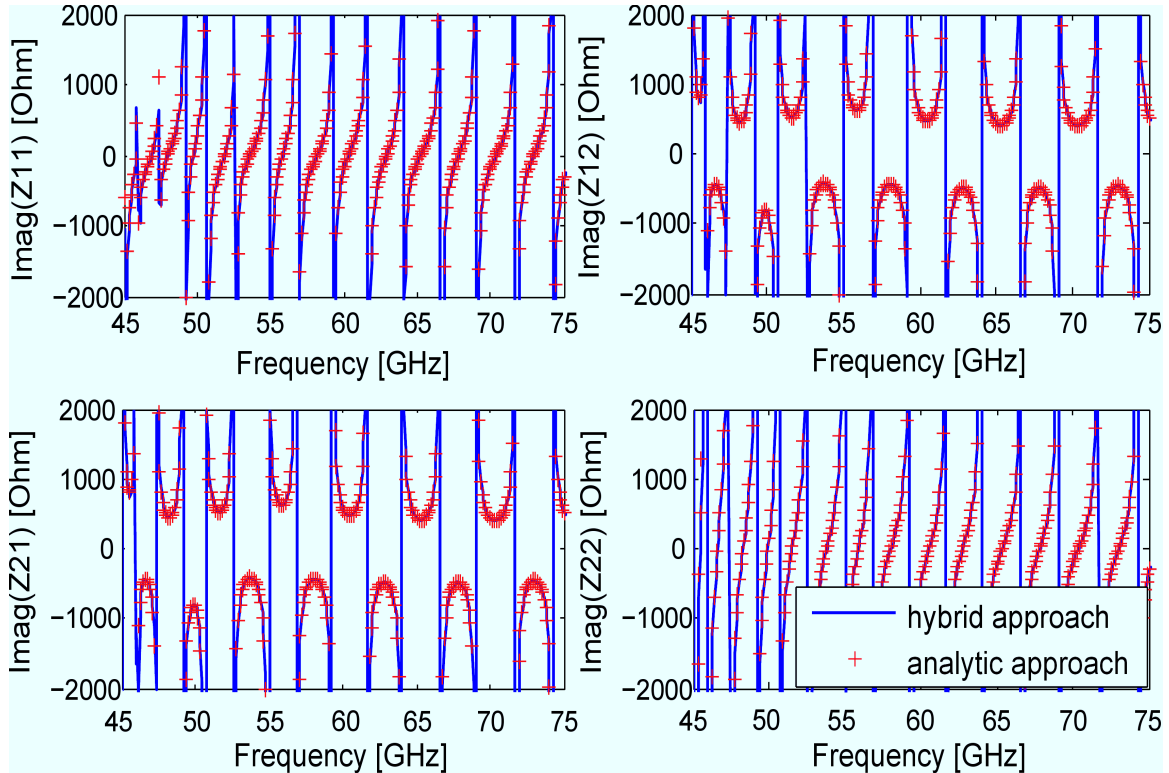 2000
1000
0
−1000
−2000
Imag(Z11) [Ohm]
45 50 55 60 65 70 75
Frequency [GHz]
2000
1000
0
−1000
−2000
Imag(Z12) [Ohm]
45 50 55 60 65 70 75
Frequency [GHz]
2000
1000
0
−1000
−2000
Imag(Z21) [Ohm]
45 50 55 60 65 70 75
Frequency [GHz]
2000
1000
0
−1000
−2000
Imag(Z22) [Ohm]
45 50 55 60 65 70 75
Frequency [GHz]
hybrid approach
analytic approach